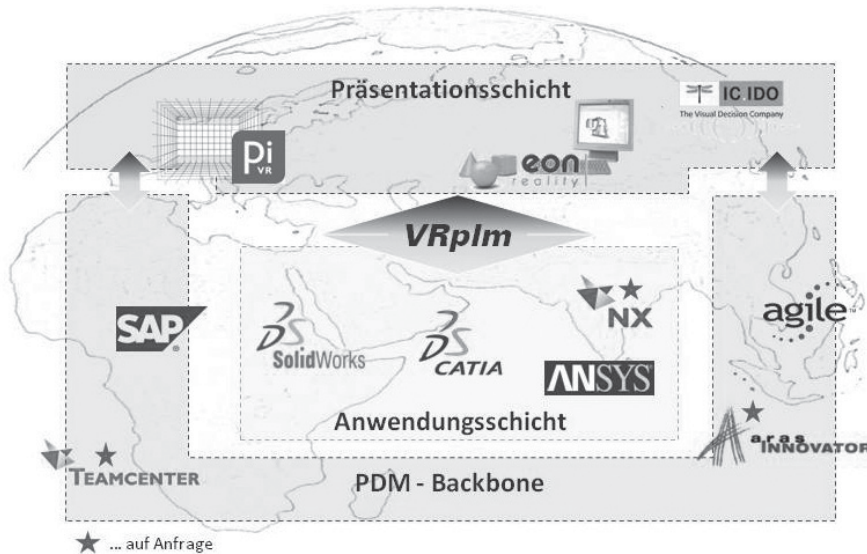 Präsentationsschicht
IC.IDO
The Visual Decision Company
Pi
VR
eon
reality
VRplm
SAP
agile
SolidWorks
CATIA
NX
ANSYS
Anwendungsschicht
aras
INNOVATOR
TEAMCENTER
PDM - Backbone
★ ... auf Anfrage